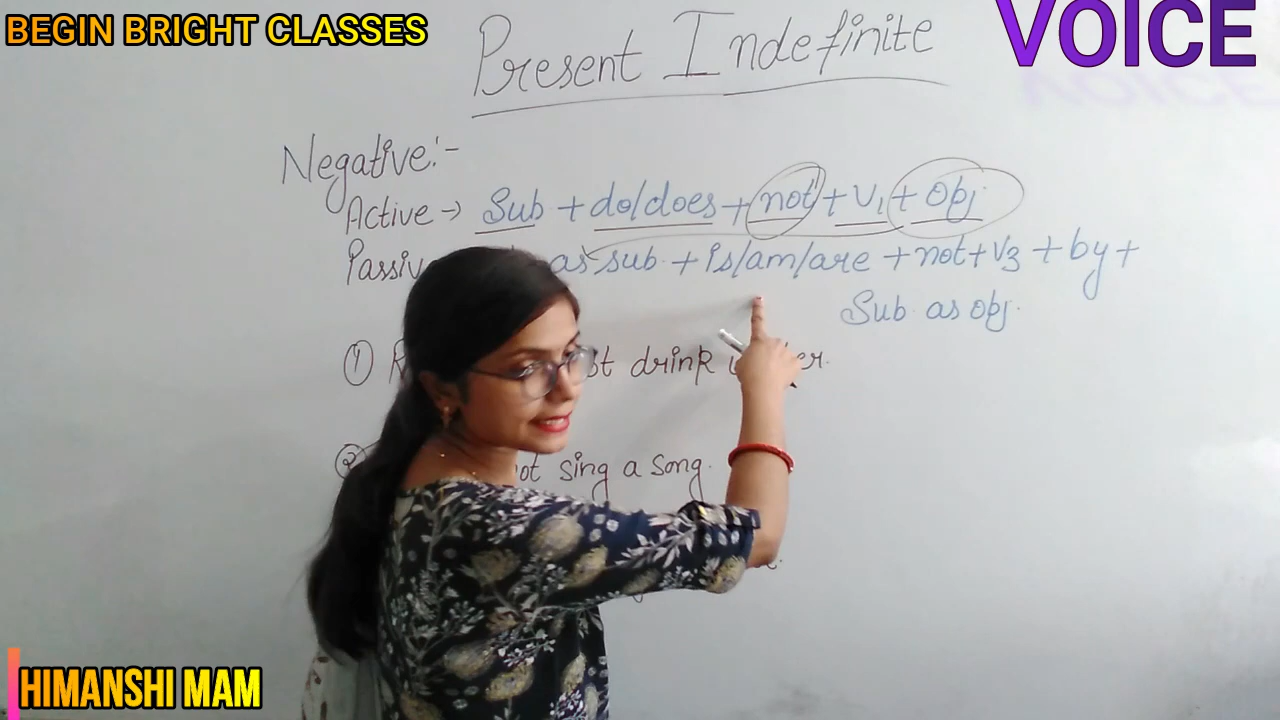 BEGIN BRIGHT CLASSES
VOICE
Present Indefinite
Negative:-
Active → Sub + do/does + not + V1 + Obj
as sub + is/am/are + not + V3 + by +
Sub as obj.
① drink
sing a song.
HIMANSHI MAM